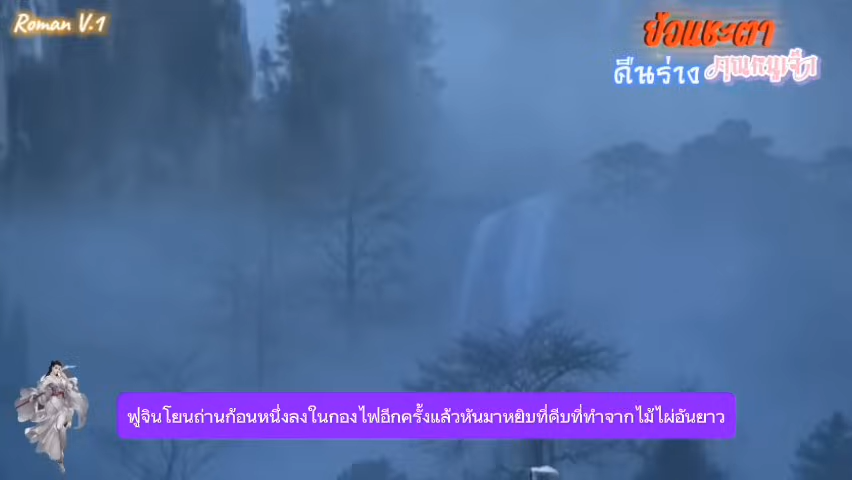 Roman V.1
ป่วนชะตา
คืนร่าง คุณหนูเจ้า
ฟูจินโยนถ่านก้อนหนึ่งลงในกองไฟอีกครั้งแล้วหันมาหยิบที่คีบที่ทำจากไม้ไผ่อันยาว